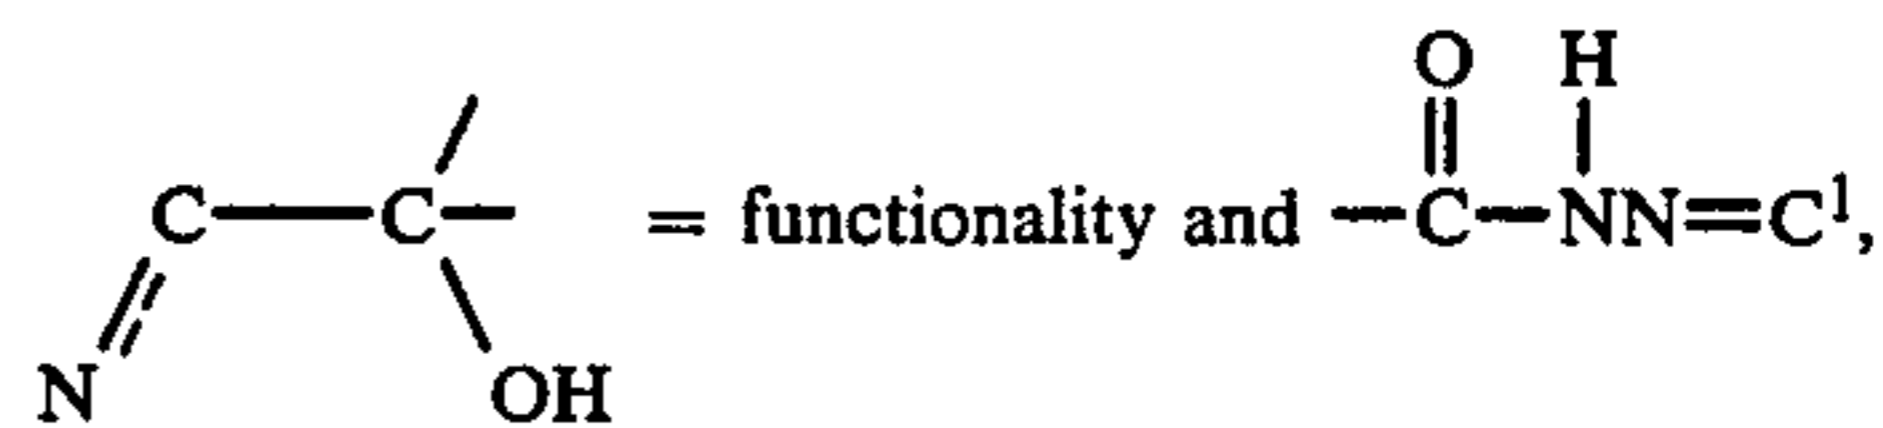 O H
C—C— = functionality and —C—NN=C¹,
N OH